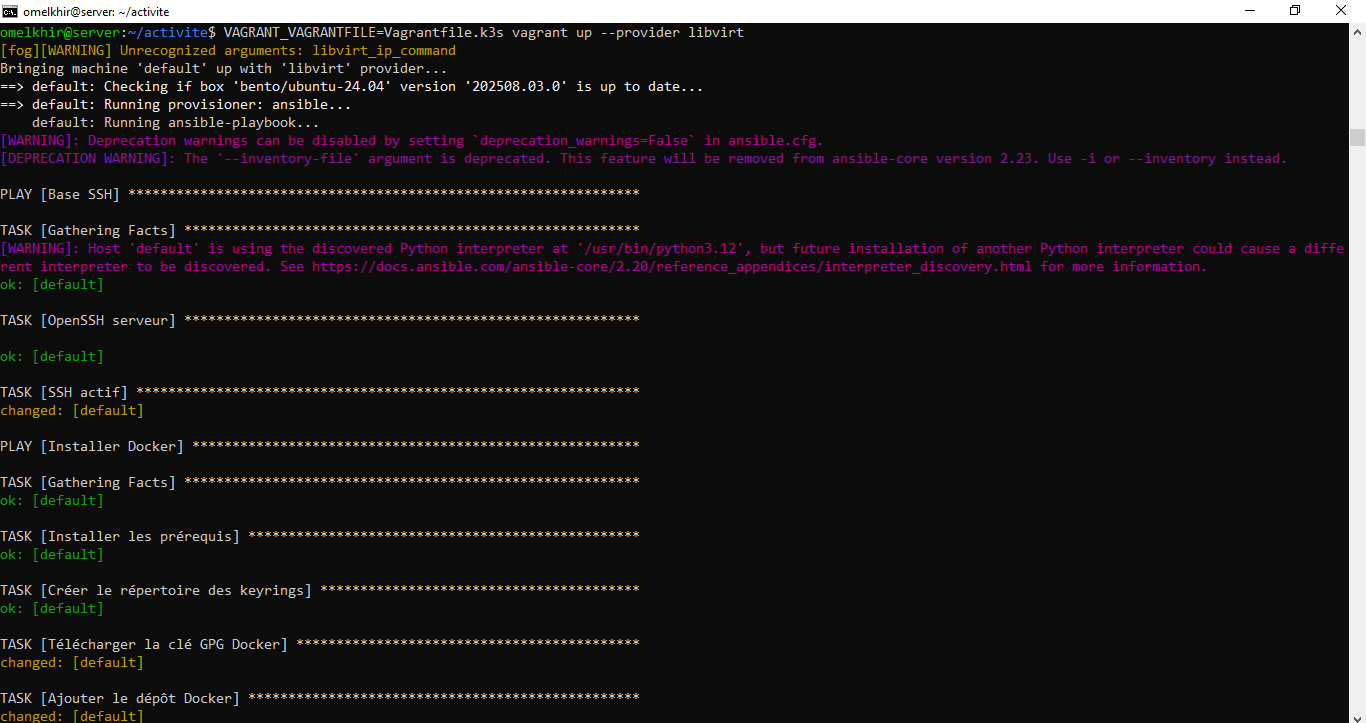 omelkhir@server: ~/activite
omelkhir@server:~/activite$ VAGRANT_VAGRANTFILE=Vagrantfile.k3s vagrant up --provider libvirt
[fog][WARNING] Unrecognized arguments: libvirt_ip_command
Bringing machine 'default' up with 'libvirt' provider...
==> default: Checking if box 'bento/ubuntu-24.04' version '202508.03.0' is up to date...
==> default: Running provisioner: ansible...
    default: Running ansible-playbook...
[WARNING]: Deprecation warnings can be disabled by setting `deprecation_warnings=False` in ansible.cfg.
[DEPRECATION WARNING]: The '--inventory-file' argument is deprecated. This feature will be removed from ansible-core version 2.23. Use -i or --inventory instead.
PLAY [Base SSH] ****************************************************************
TASK [Gathering Facts] *********************************************************
[WARNING]: Host 'default' is using the discovered Python interpreter at '/usr/bin/python3.12', but future installation of another Python interpreter could cause a diffe
rent interpreter to be discovered. See https://docs.ansible.com/ansible-core/2.20/reference_appendices/interpreter_discovery.html for more information.
ok: [default]
TASK [OpenSSH serveur] *********************************************************
ok: [default]
TASK [SSH actif] ***************************************************************
changed: [default]
PLAY [Installer Docker] ********************************************************
TASK [Gathering Facts] *********************************************************
ok: [default]
TASK [Installer les prérequis] *************************************************
ok: [default]
TASK [Créer le répertoire des keyrings] ****************************************
ok: [default]
TASK [Télécharger la clé GPG Docker] *******************************************
changed: [default]
TASK [Ajouter le dépôt Docker] *************************************************
changed: [default]